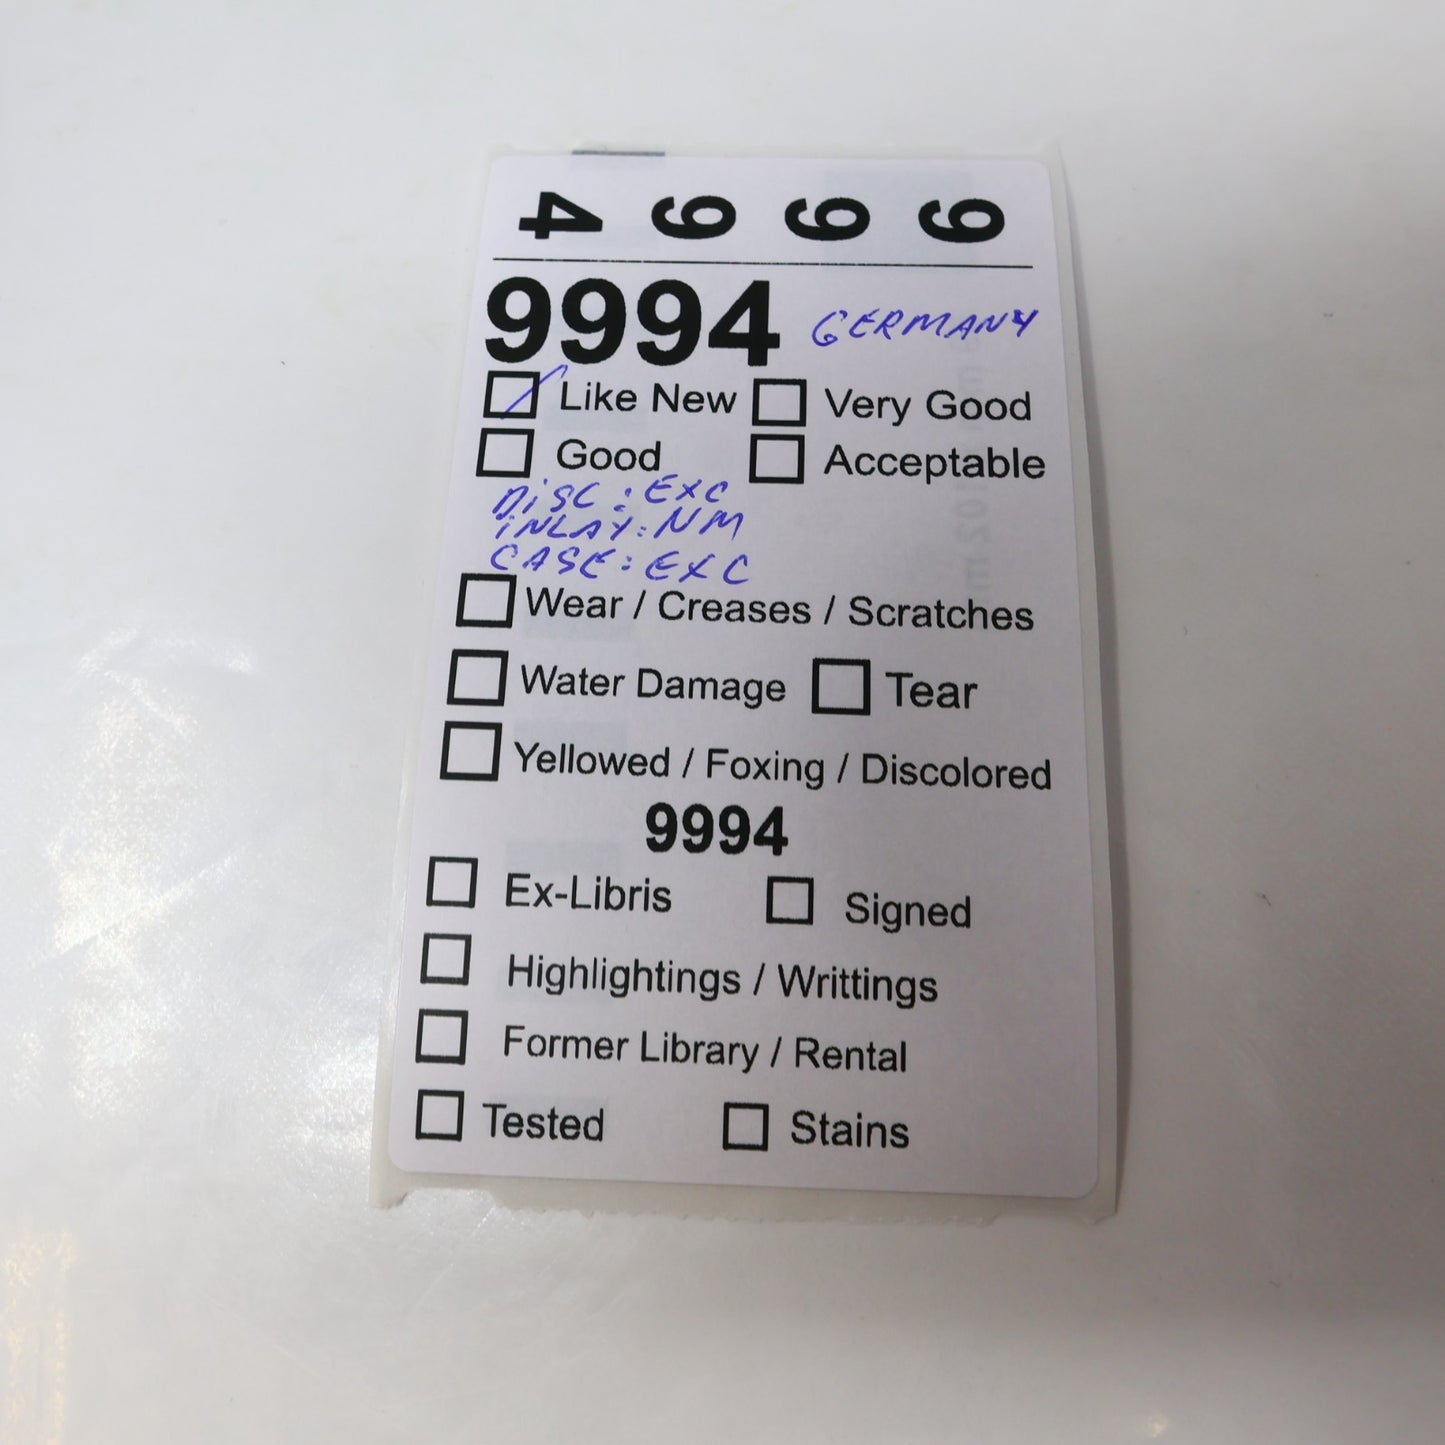 9 9 9 4
9994 GERMANY
Like New Very Good
Good Acceptable
DISC: EXC
INLAY: NM
CASE: EXC
Wear / Creases / Scratches
Water Damage Tear
Yellowed / Foxing / Discolored
9994
Ex-Libris Signed
Highlightings / Writtings
Former Library / Rental
Tested Stains